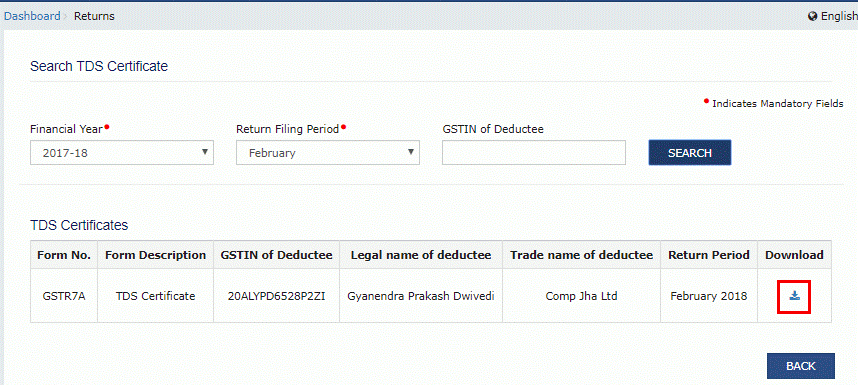 Dashboard › Returns English
Search TDS Certificate
• Indicates Mandatory Fields
Financial Year• Return Filing Period• GSTIN of Deductee
2017-18 February SEARCH
TDS Certificates
Form No. Form Description GSTIN of Deductee Legal name of deductee Trade name of deductee Return Period Download
GSTR7A TDS Certificate 20ALYPD6528P2ZI Gyanendra Prakash Dwivedi Comp Jha Ltd February 2018
BACK